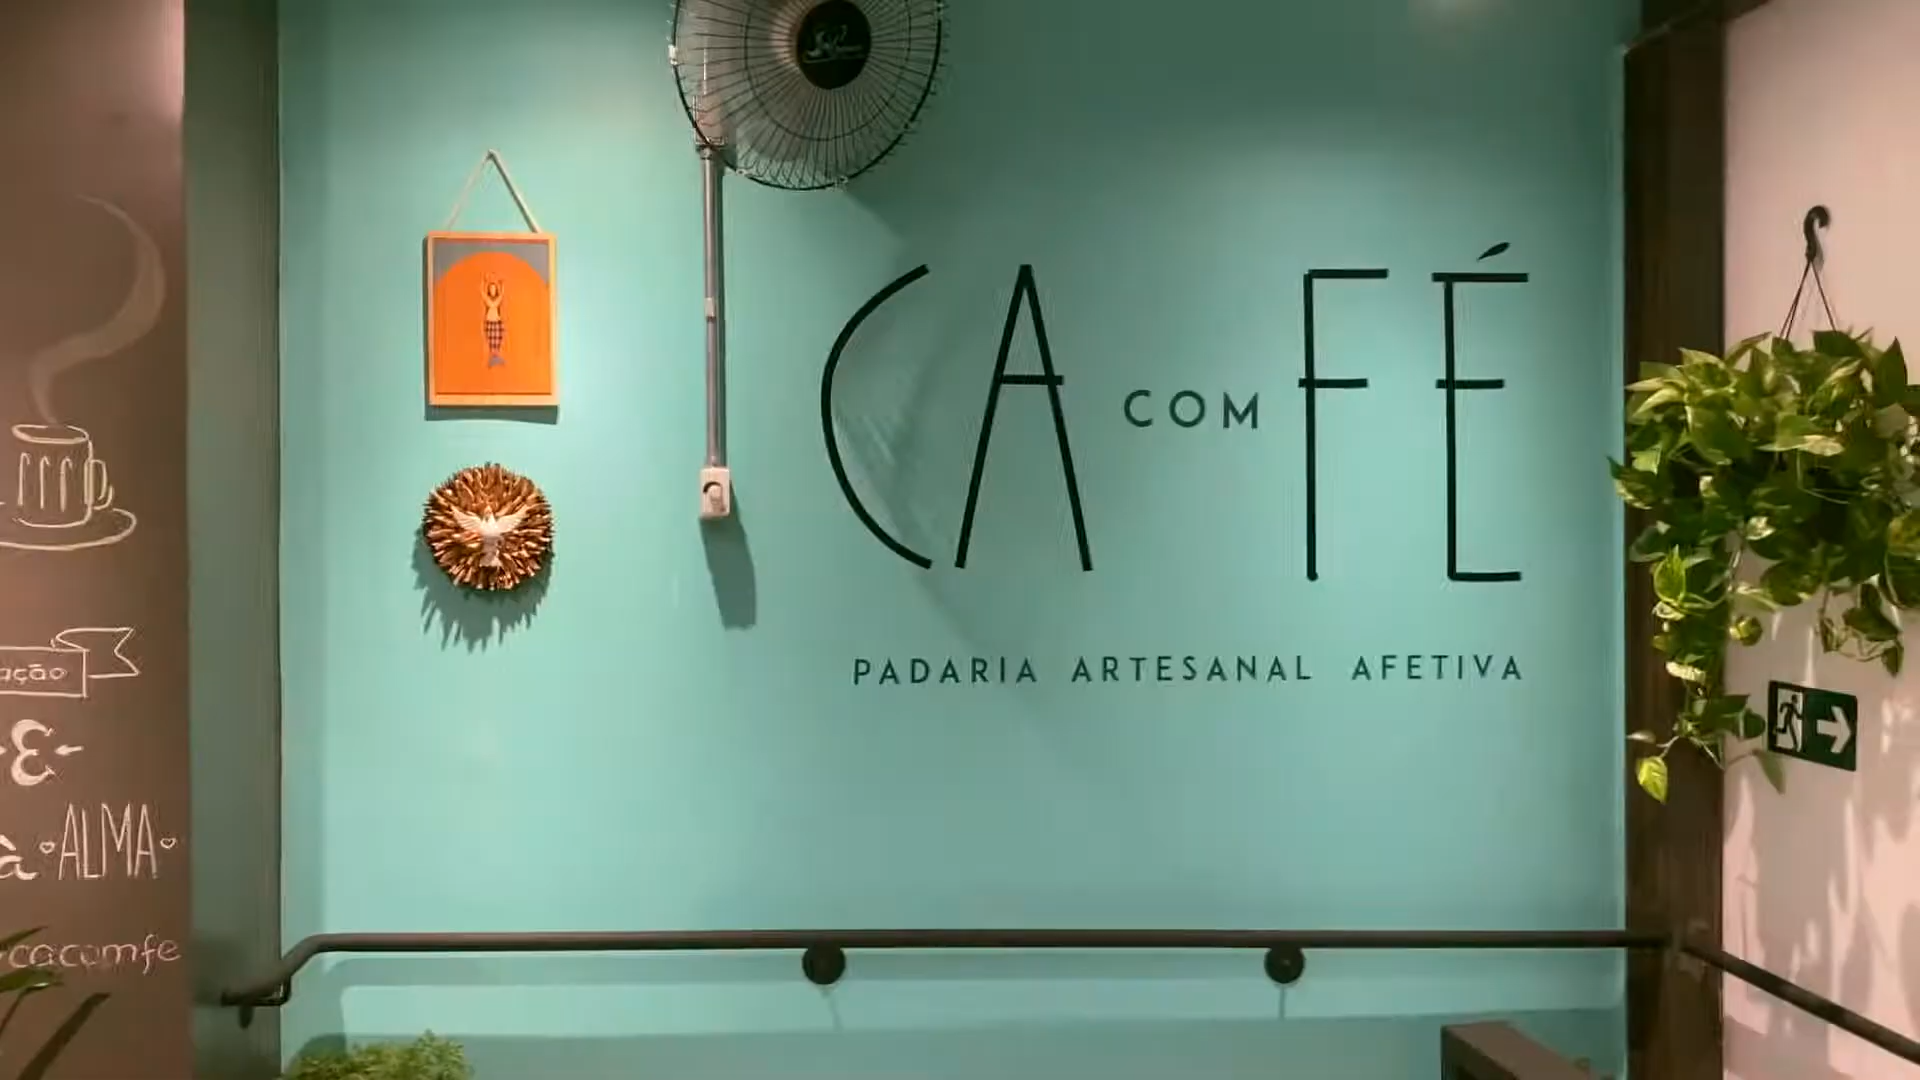 CA COM FÉ
PADARIA ARTESANAL AFETIVA
ação
à ALMA
cacomfe